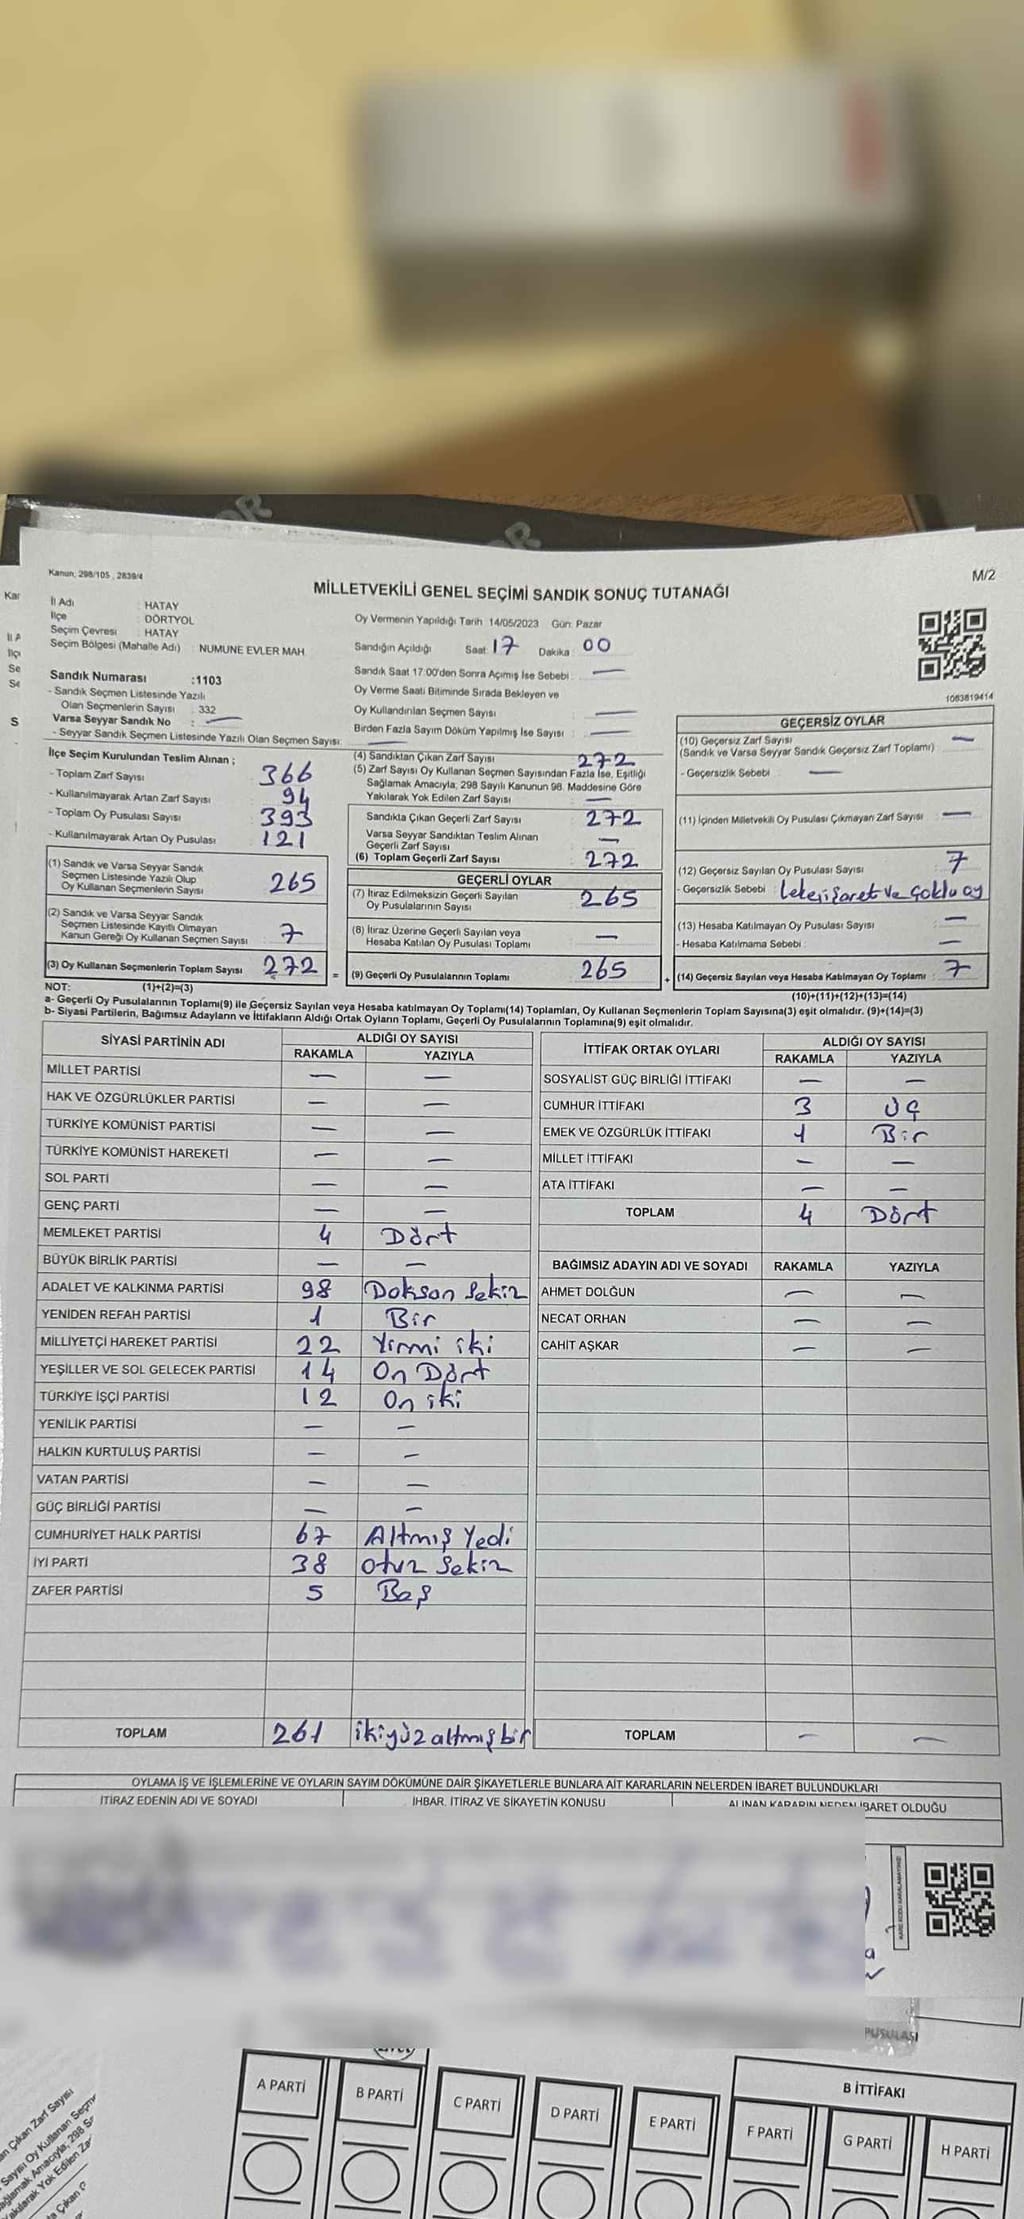 Kanun; 298/105 , 2839/4
M/2
MİLLETVEKİLİ GENEL SEÇİMİ SANDIK SONUÇ TUTANAĞI
İl Adı HATAY
İlçe : DÖRTYOL
Seçim Çevresi HATAY
Seçim Bölgesi (Mahalle Adı) : NUMUNE EVLER MAH.
Oy Vermenin Yapıldığı Tarih 14/05/2023 Gün: Pazar
Sandığın Açıldığı Saat: 17 Dakika : 00
Sandık Saat 17:00'den Sonra Açımış İse Sebebi : —
Oy Verme Saati Bitiminde Sırada Bekleyen ve
Oy Kullandırılan Seçmen Sayısı —
Birden Fazla Sayım Döküm Yapılmış İse Sayısı : —
1063819414
Sandık Numarası :1103
- Sandık Seçmen Listesinde Yazılı
Olan Seçmenlerin Sayısı : 332
Varsa Seyyar Sandık No : —
- Seyyar Sandık Seçmen Listesinde Yazılı Olan Seçmen Sayısı: —
İlçe Seçim Kurulundan Teslim Alınan ;
- Toplam Zarf Sayısı 366
- Kullanılmayarak Artan Zarf Sayısı 94
- Toplam Oy Pusulası Sayısı 393
- Kullanılmayarak Artan Oy Pusulası 121
(1) Sandık ve Varsa Seyyar Sandık
Seçmen Listesinde Yazılı Olup
Oy Kullanan Seçmenlerin Sayısı 265
(2) Sandık ve Varsa Seyyar Sandık
Seçmen Listesinde Kayıtlı Olmayan
Kanun Gereği Oy Kullanan Seçmen Sayısı : 7
(3) Oy Kullanan Seçmenlerin Toplam Sayısı 272 =
(4) Sandıktan Çıkan Zarf Sayısı 272
(5) Zarf Sayısı Oy Kullanan Seçmen Sayısından Fazla İse, Eşitliği
Sağlamak Amacıyla, 298 Sayılı Kanunun 98. Maddesine Göre
Yakılarak Yok Edilen Zarf Sayısı —
Sandıkta Çıkan Geçerli Zarf Sayısı : 272
Varsa Seyyar Sandıktan Teslim Alınan
Geçerli Zarf Sayısı —
(6) Toplam Geçerli Zarf Sayısı : 272
GEÇERLİ OYLAR
(7) İtiraz Edilmeksizin Geçerli Sayılan
Oy Pusulalarının Sayısı : 265
(8) İtiraz Üzerine Geçerli Sayılan veya
Hesaba Katılan Oy Pusulası Toplamı : —
(9) Geçerli Oy Pusulalarının Toplamı : 265 +
GEÇERSİZ OYLAR
(10) Geçersiz Zarf Sayısı —
(Sandık ve Varsa Seyyar Sandık Geçersiz Zarf Toplamı)
- Geçersizlik Sebebi : —
(11) İçinden Milletvekili Oy Pusulası Çıkmayan Zarf Sayısı : —
(12) Geçersiz Sayılan Oy Pusulası Sayısı : 7
- Geçersizlik Sebebi : leke işaret ve çoklu oy
(13) Hesaba Katılmayan Oy Pusulası Sayısı —
- Hesaba Katılmama Sebebi : —
(14) Geçersiz Sayılan veya Hesaba Katılmayan Oy Toplamı : 7
NOT: (1)+(2)=(3)
(10)+(11)+(12)+(13)=(14)
a- Geçerli Oy Pusulalarının Toplamı(9) ile Geçersiz Sayılan veya Hesaba katılmayan Oy Toplamı(14) Toplamları, Oy Kullanan Seçmenlerin Toplam Sayısına(3) eşit olmalıdır. (9)+(14)=(3)
b- Siyasi Partilerin, Bağımsız Adayların ve İttifakların Aldığı Ortak Oyların Toplamı, Geçerli Oy Pusulalarının Toplamına(9) eşit olmalıdır.
SİYASİ PARTİNİN ADI ALDIĞI OY SAYISI
RAKAMLA YAZIYLA
MİLLET PARTİSİ — —
HAK VE ÖZGÜRLÜKLER PARTİSİ — —
TÜRKİYE KOMÜNİST PARTİSİ — —
TÜRKİYE KOMÜNİST HAREKETİ — —
SOL PARTİ — —
GENÇ PARTİ — —
MEMLEKET PARTİSİ 4 Dört
BÜYÜK BİRLİK PARTİSİ — —
ADALET VE KALKINMA PARTİSİ 98 Doksan Sekiz
YENİDEN REFAH PARTİSİ 1 Bir
MİLLİYETÇİ HAREKET PARTİSİ 22 Yirmi iki
YEŞİLLER VE SOL GELECEK PARTİSİ 14 On Dört
TÜRKİYE İŞÇİ PARTİSİ 12 On iki
YENİLİK PARTİSİ — —
HALKIN KURTULUŞ PARTİSİ — —
VATAN PARTİSİ — —
GÜÇ BİRLİĞİ PARTİSİ — —
CUMHURİYET HALK PARTİSİ 67 Altmış Yedi
İYİ PARTİ 38 otuz Sekiz
ZAFER PARTİSİ 5 Beş
TOPLAM 261 ikiyüzaltmışbir
İTTİFAK ORTAK OYLARI ALDIĞI OY SAYISI
RAKAMLA YAZIYLA
SOSYALİST GÜÇ BİRLİĞİ İTTİFAKI — —
CUMHUR İTTİFAKI 3 Üç
EMEK VE ÖZGÜRLÜK İTTİFAKI 1 Bir
MİLLET İTTİFAKI — —
ATA İTTİFAKI — —
TOPLAM 4 Dört
BAĞIMSIZ ADAYIN ADI VE SOYADI RAKAMLA YAZIYLA
AHMET DOLĞUN — —
NECAT ORHAN — —
CAHİT AŞKAR — —
TOPLAM — —
OYLAMA İŞ VE İŞLEMLERİNE VE OYLARIN SAYIM DÖKÜMÜNE DAİR ŞİKAYETLERLE BUNLARA AİT KARARLARIN NELERDEN İBARET BULUNDUKLARI
İTİRAZ EDENİN ADI VE SOYADI İHBAR, İTİRAZ VE ŞİKAYETİN KONUSU ALINAN KARARIN NEDEN İBARET OLDUĞU
PUSULASI
A PARTİ
B PARTİ
C PARTİ
D PARTİ
E PARTİ
B İTTİFAKI
F PARTİ
G PARTİ
H PARTİ